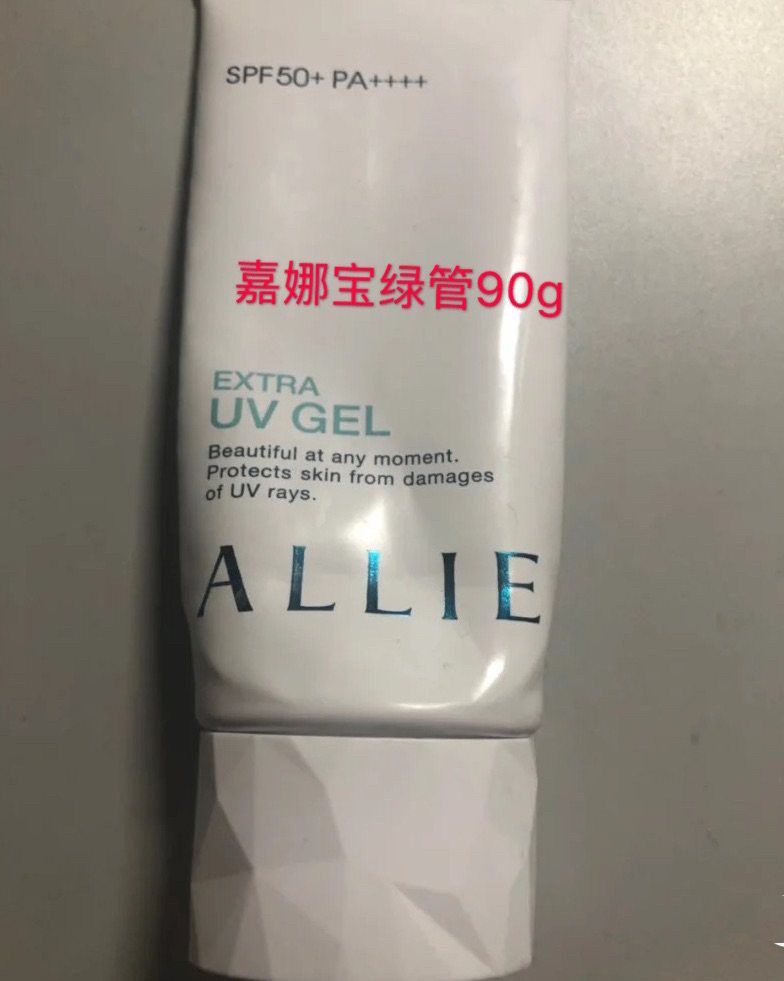 SPF50+ PA++++
嘉娜宝绿管90g
EXTRA
UV GEL
Beautiful at any moment.
Protects skin from damages
of UV rays.
ALLIE